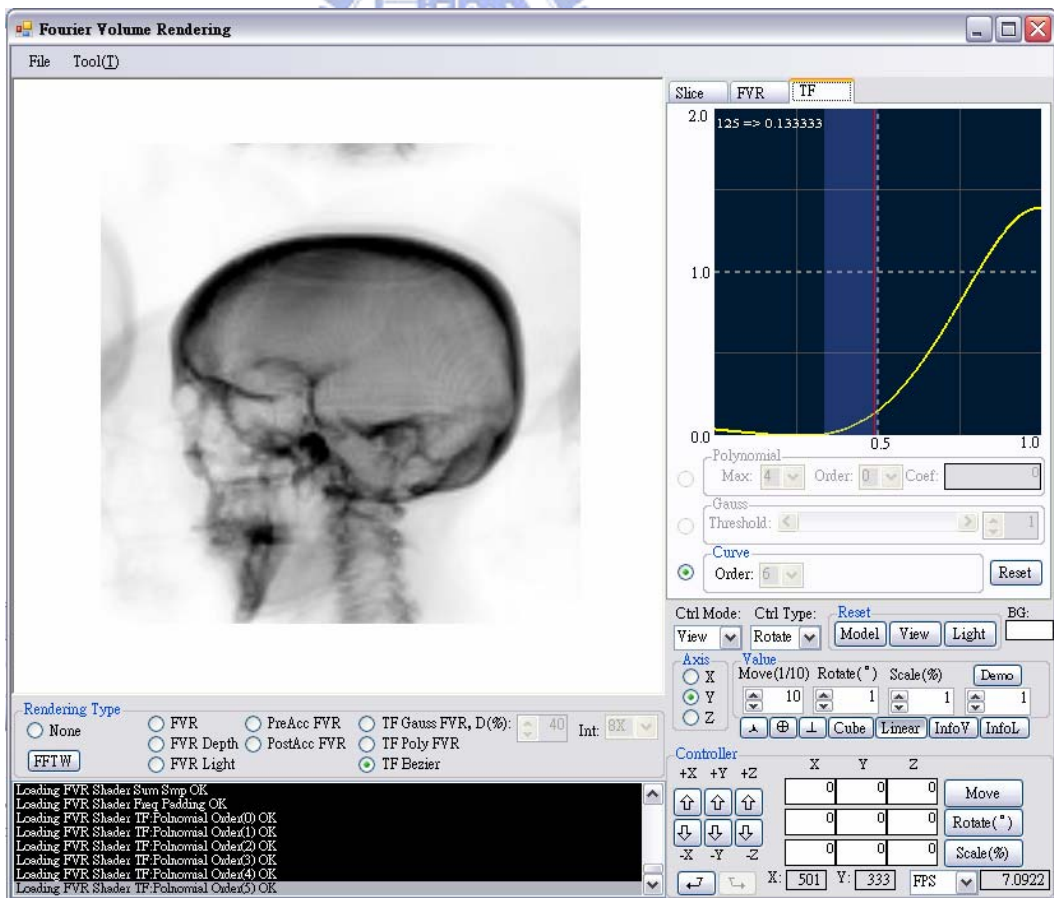 Fourier Volume Rendering
File Tool(T)
Slice FVR TF
2.0
125 => 0.133333
1.0
0.0
0.5
1.0
Polynomial
Max: 4 Order: 0 Coef: 0
Gauss
Threshold: 1
Curve
Order: 6 Reset
Ctrl Mode: Ctrl Type: Reset BG:
View Rotate Model View Light
Axis Value
X Move(1/10) Rotate(°) Scale(%) Demo
Y 10 1 1 1
Z Cube Linear InfoV InfoL
Rendering Type
None FVR PreAcc FVR TF Gauss FVR, D(%): 40 Int: 8X
FVR Depth PostAcc FVR TF Poly FVR
FFTW FVR Light TF Bezier
Loading FVR Shader Sum Smp OK
Loading FVR Shader Freq Padding OK
Loading FVR Shader TF:Polnomial Order(0) OK
Loading FVR Shader TF:Polnomial Order(1) OK
Loading FVR Shader TF:Polnomial Order(2) OK
Loading FVR Shader TF:Polnomial Order(3) OK
Loading FVR Shader TF:Polnomial Order(4) OK
Loading FVR Shader TF:Polnomial Order(5) OK
Controller
+X +Y +Z X Y Z
0 0 0 Move
0 0 0 Rotate(°)
-X -Y -Z 0 0 0 Scale(%)
X: 501 Y: 333 FPS 7.0922